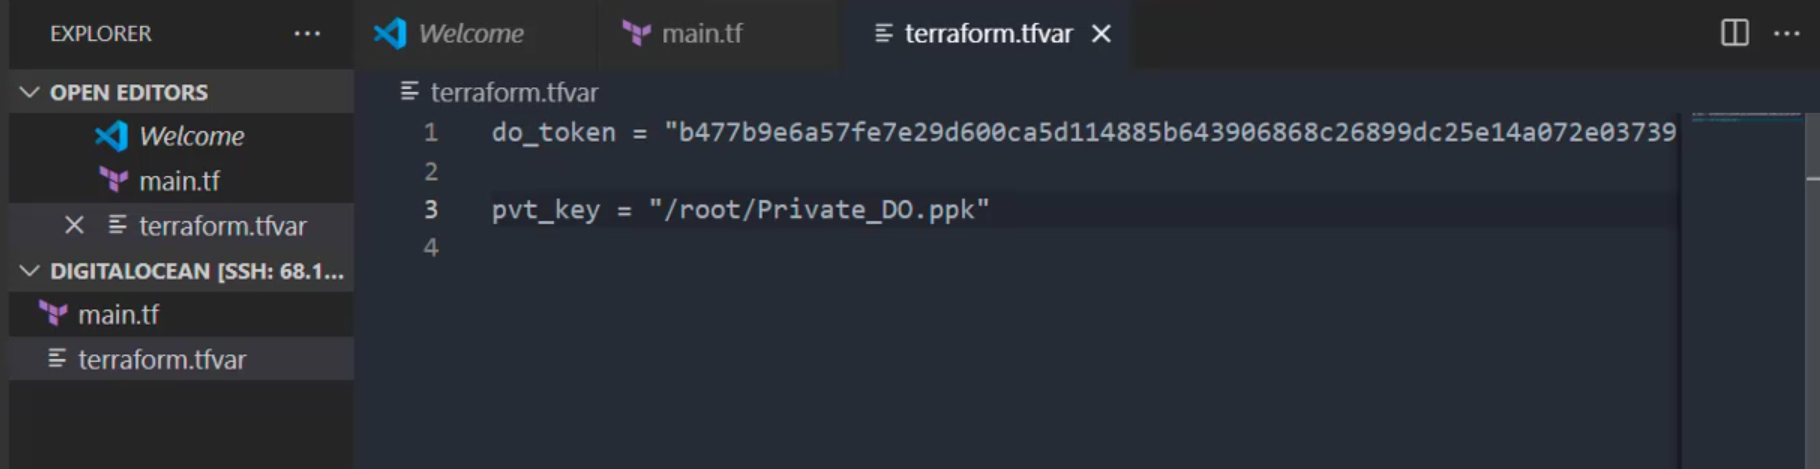 EXPLORER ...
Welcome
main.tf
terraform.tfvar
OPEN EDITORS
Welcome
main.tf
terraform.tfvar
DIGITALOCEAN [SSH: 68.1...
main.tf
terraform.tfvar
terraform.tfvar
1 do_token = "b477b9e6a57fe7e29d600ca5d114885b643906868c26899dc25e14a072e03739
2
3 pvt_key = "/root/Private_DO.ppk"
4